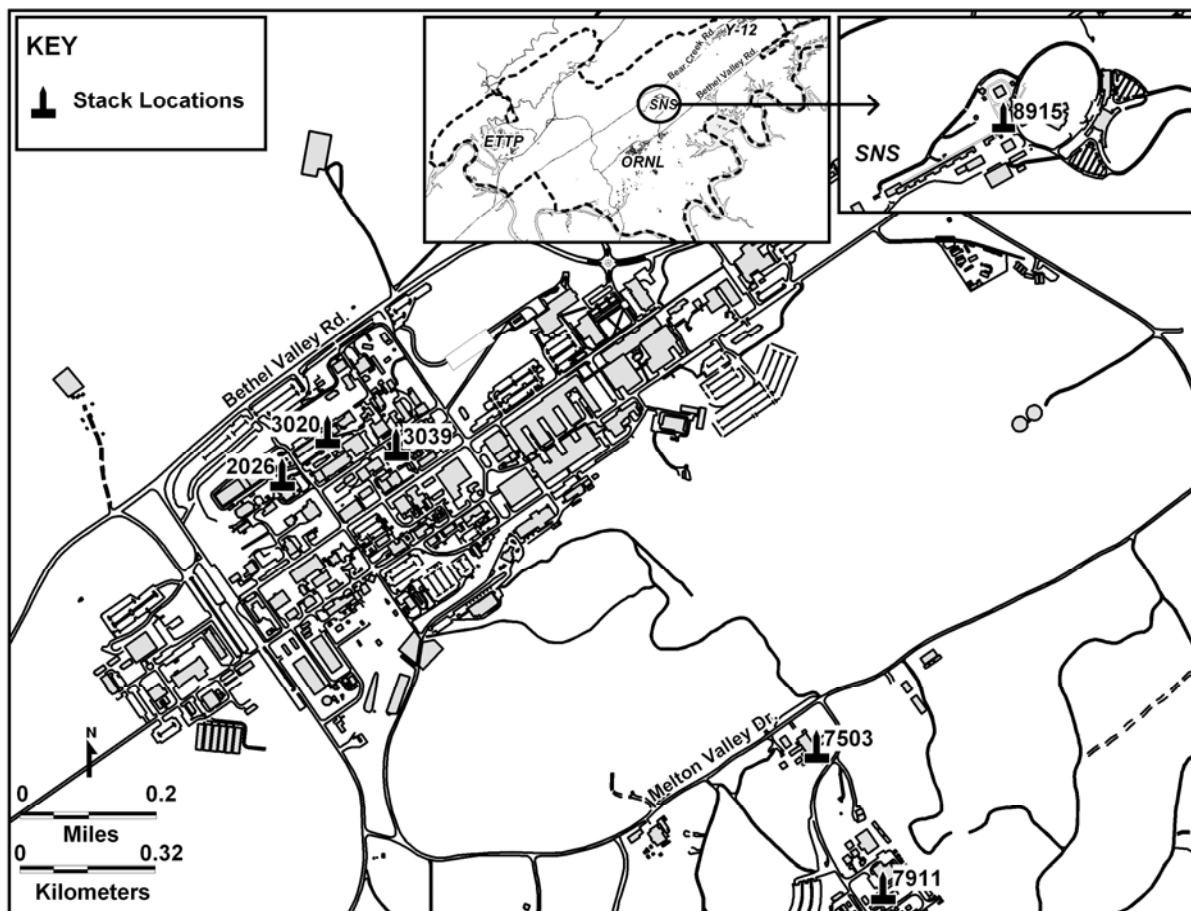 KEY
Stack Locations
Y-12
Bear Creek Rd.
Bethel Valley Rd.
SNS
ETTP
ORNL
8915
SNS
Bethel Valley Rd.
3020
3039
2026
Melton Valley Dr.
7503
7911
N
0 0.2
Miles
0 0.32
Kilometers